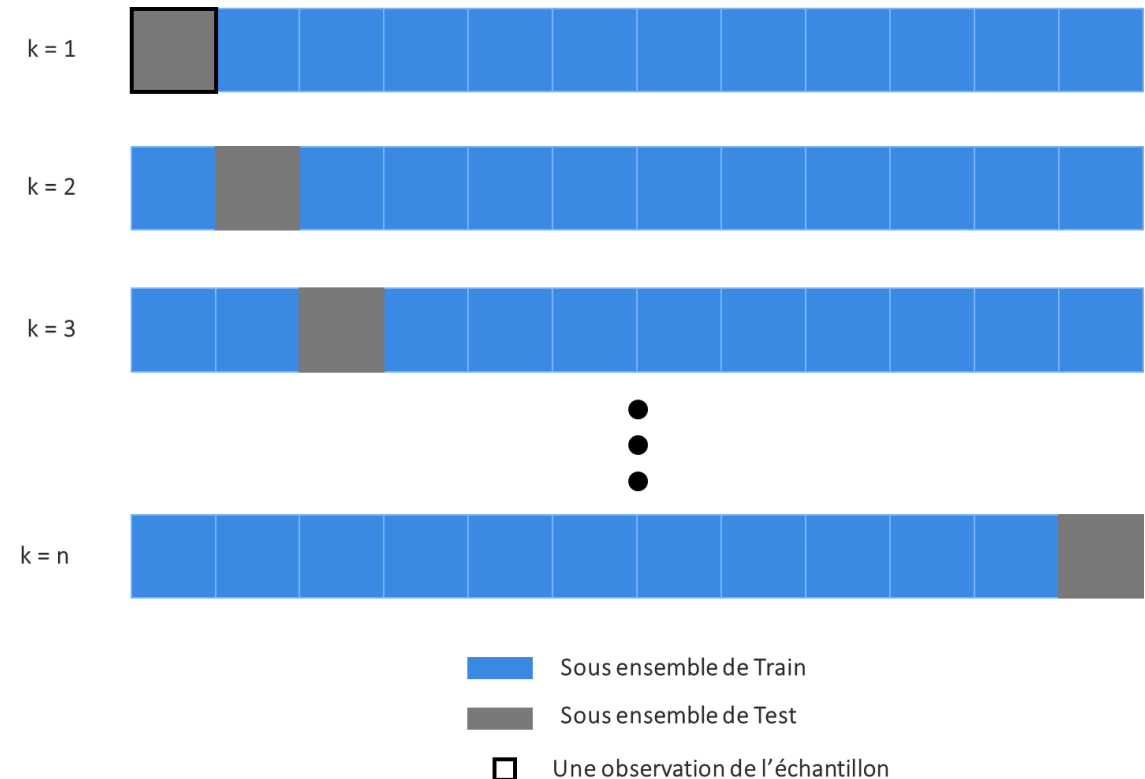 k = 1
k = 2
k = 3
k = n
Sous ensemble de Train
Sous ensemble de Test
Une observation de l’échantillon